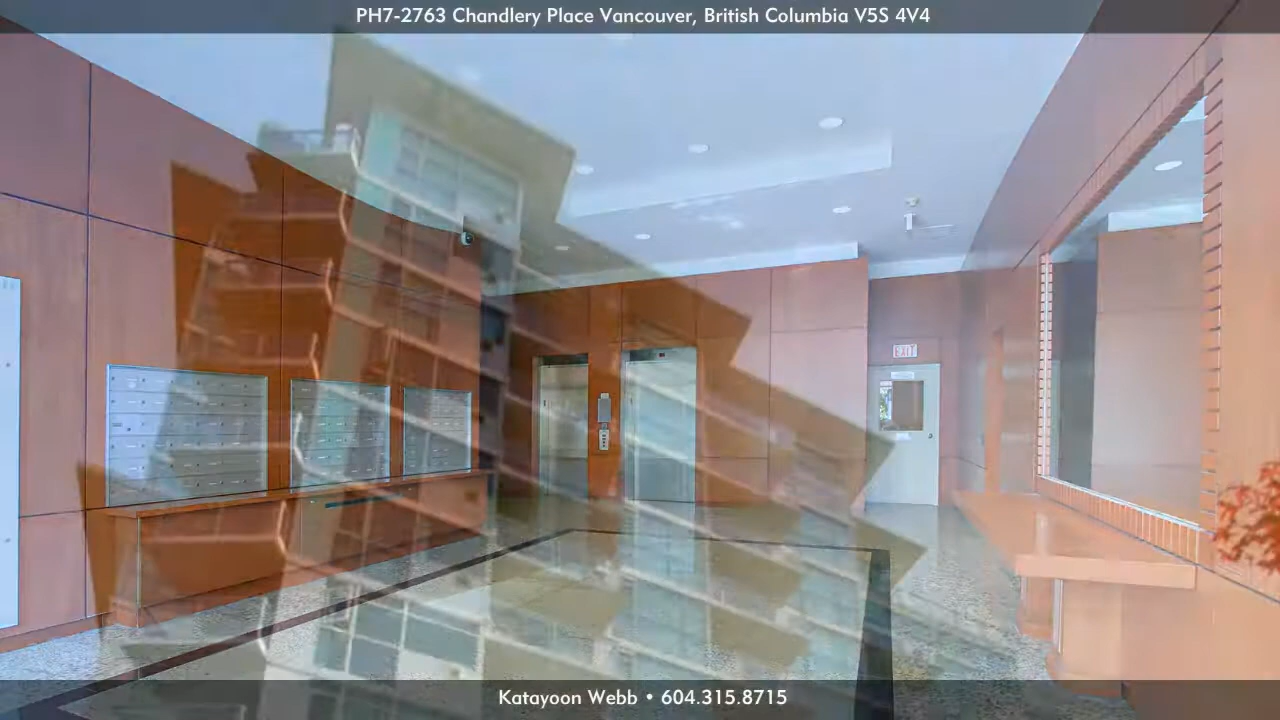 PH7-2763 Chandlery Place Vancouver, British Columbia V5S 4V4
EXIT
Katayoon Webb • 604.315.8715